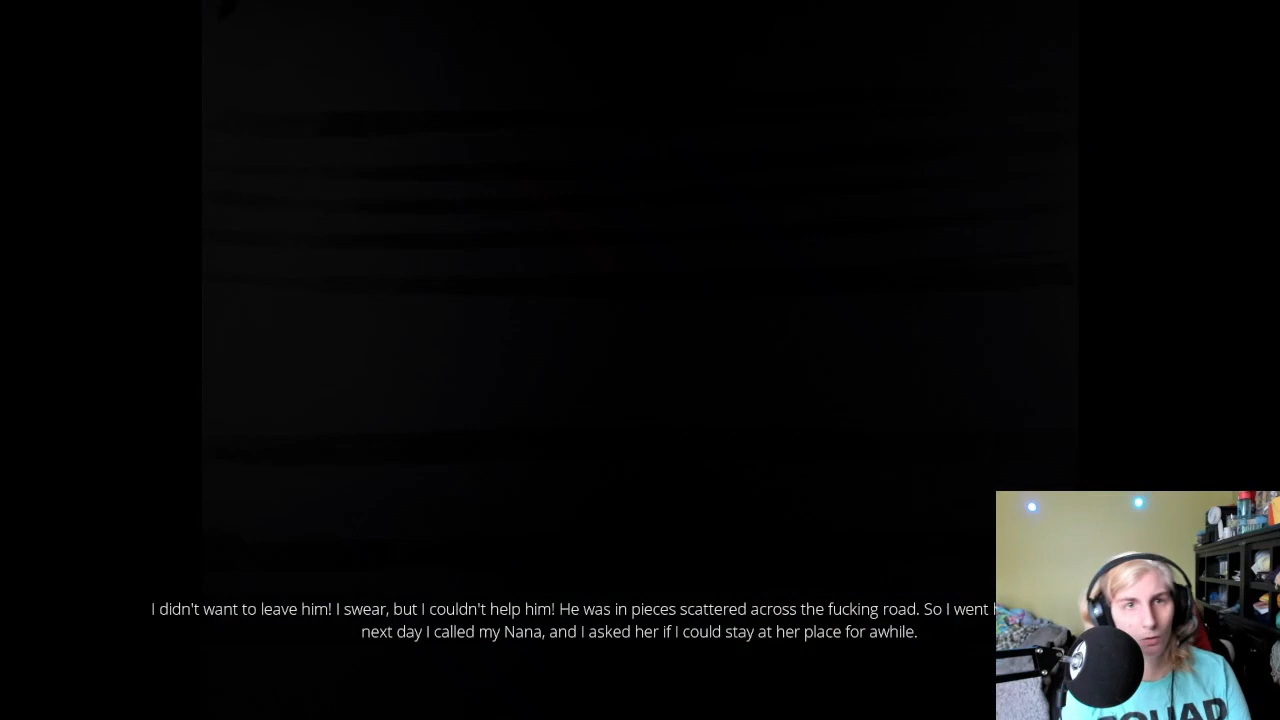 I didn't want to leave him! I swear, but I couldn't help him! He was in pieces scattered across the fucking road. So I went
next day I called my Nana, and I asked her if I could stay at her place for awhile.
SQUAD